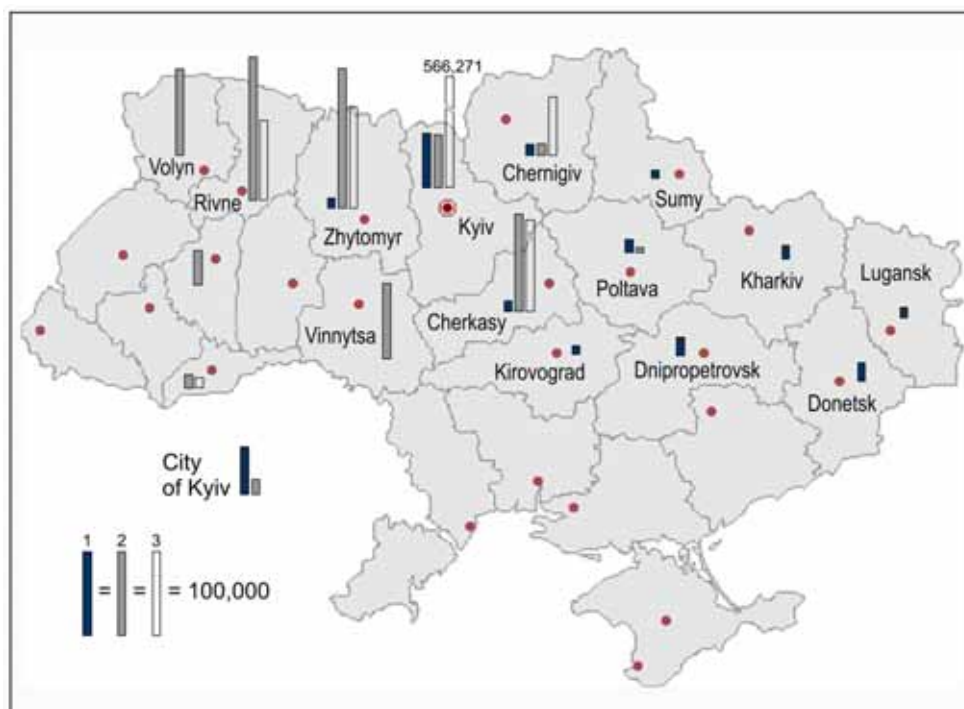 566,271
Volyn
Rivne
Zhytomyr
Kyiv
Chernigiv
Sumy
Vinnytsa
Cherkasy
Poltava
Kharkiv
Lugansk
Kirovograd
Dnipropetrovsk
Donetsk
City
of Kyiv
1 2 3
= = = 100,000